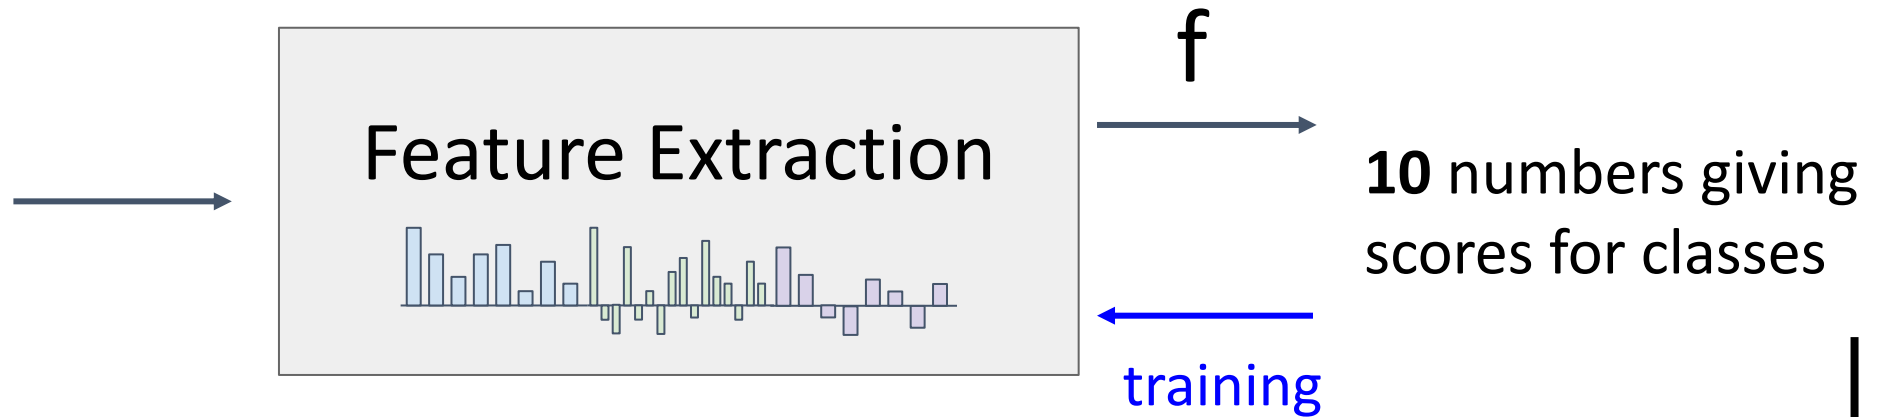 f
Feature Extraction
10 numbers giving
scores for classes
training